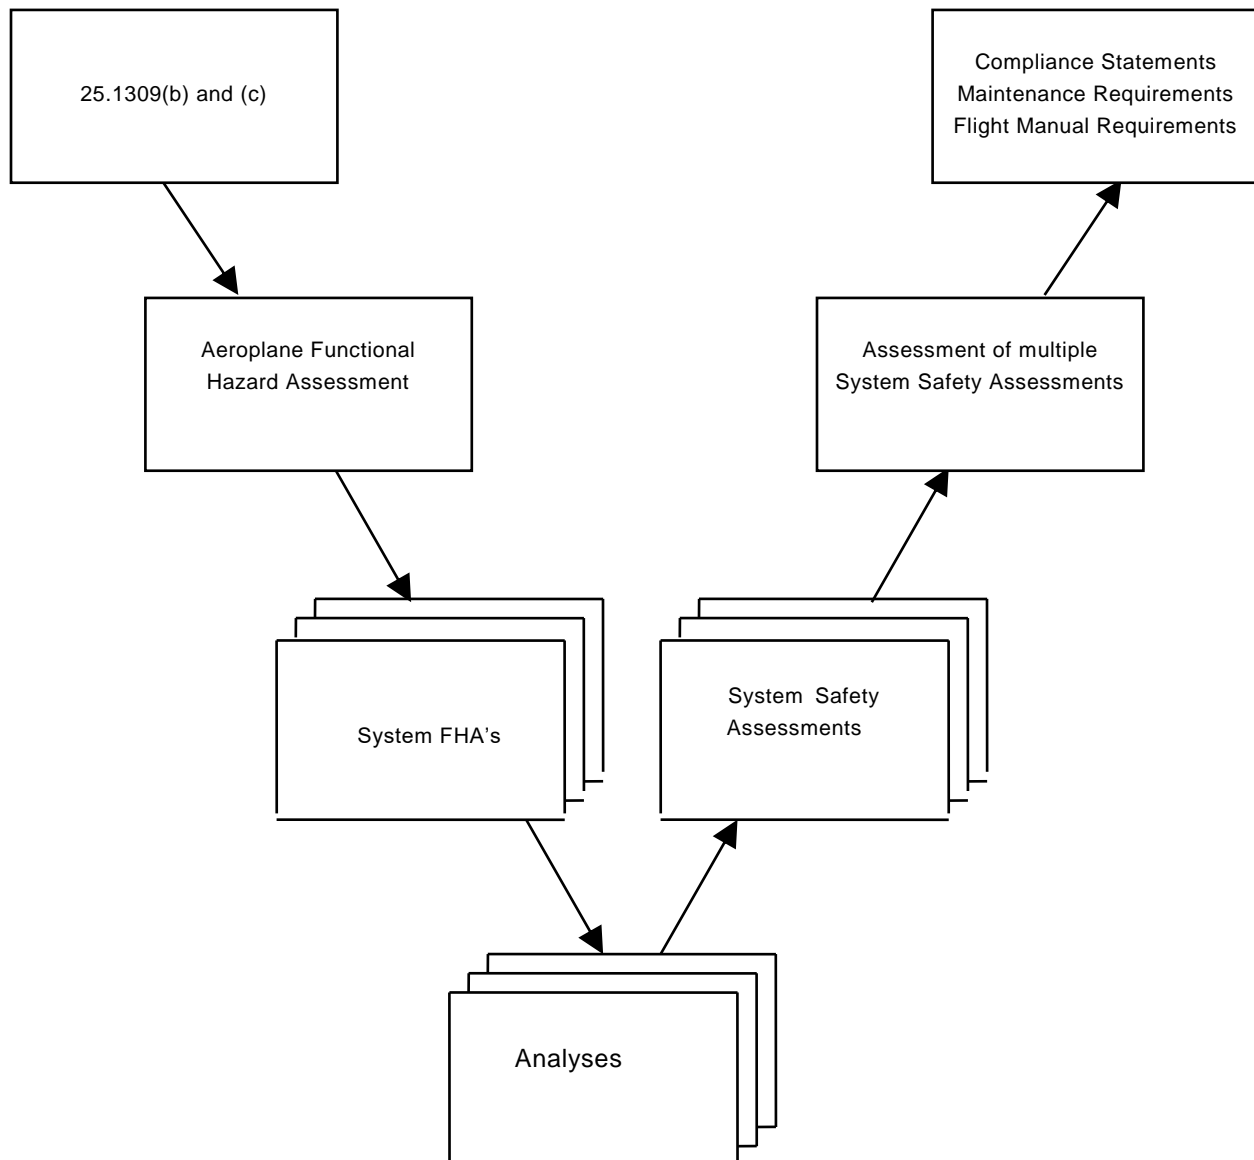 25.1309(b) and (c)
Compliance Statements
Maintenance Requirements
Flight Manual Requirements
Aeroplane Functional
Hazard Assessment
Assessment of multiple
System Safety Assessments
System FHA’s
System Safety
Assessments
Analyses